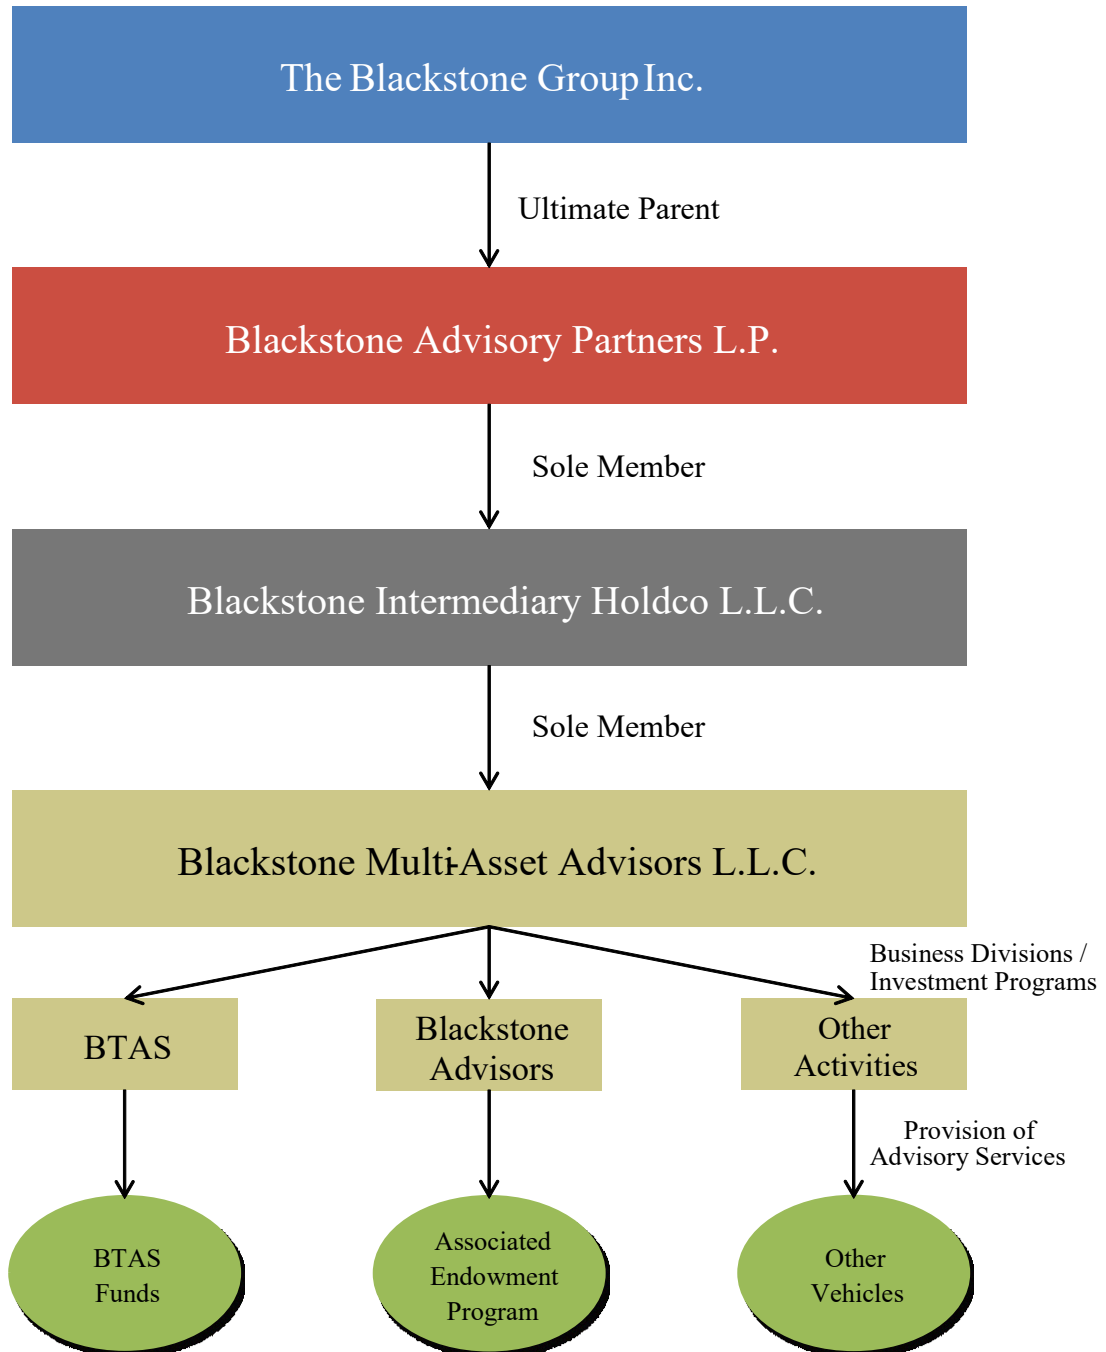 The Blackstone Group Inc.
Ultimate Parent
Blackstone Advisory Partners L.P.
Sole Member
Blackstone Intermediary Holdco L.L.C.
Sole Member
Blackstone Multi-Asset Advisors L.L.C.
Business Divisions /
Investment Programs
BTAS
Blackstone
Advisors
Other
Activities
Provision of
Advisory Services
BTAS
Funds
Associated
Endowment
Program
Other
Vehicles